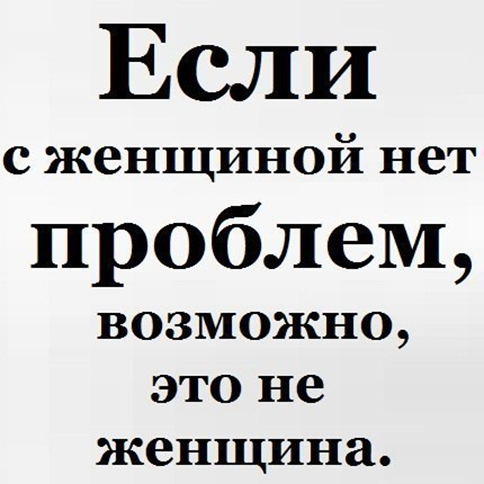 Если
с женщиной нет
проблем,
возможно,
это не
женщина.